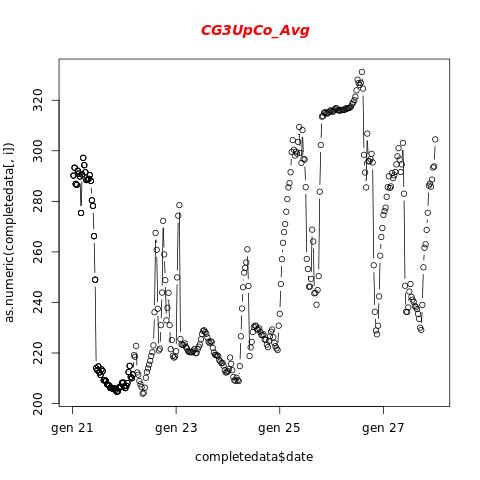 CG3UpCo_Avg
as.numeric(completedata[, i])
320
300
280
260
240
220
200
gen 21
gen 23
gen 25
gen 27
completedata$date